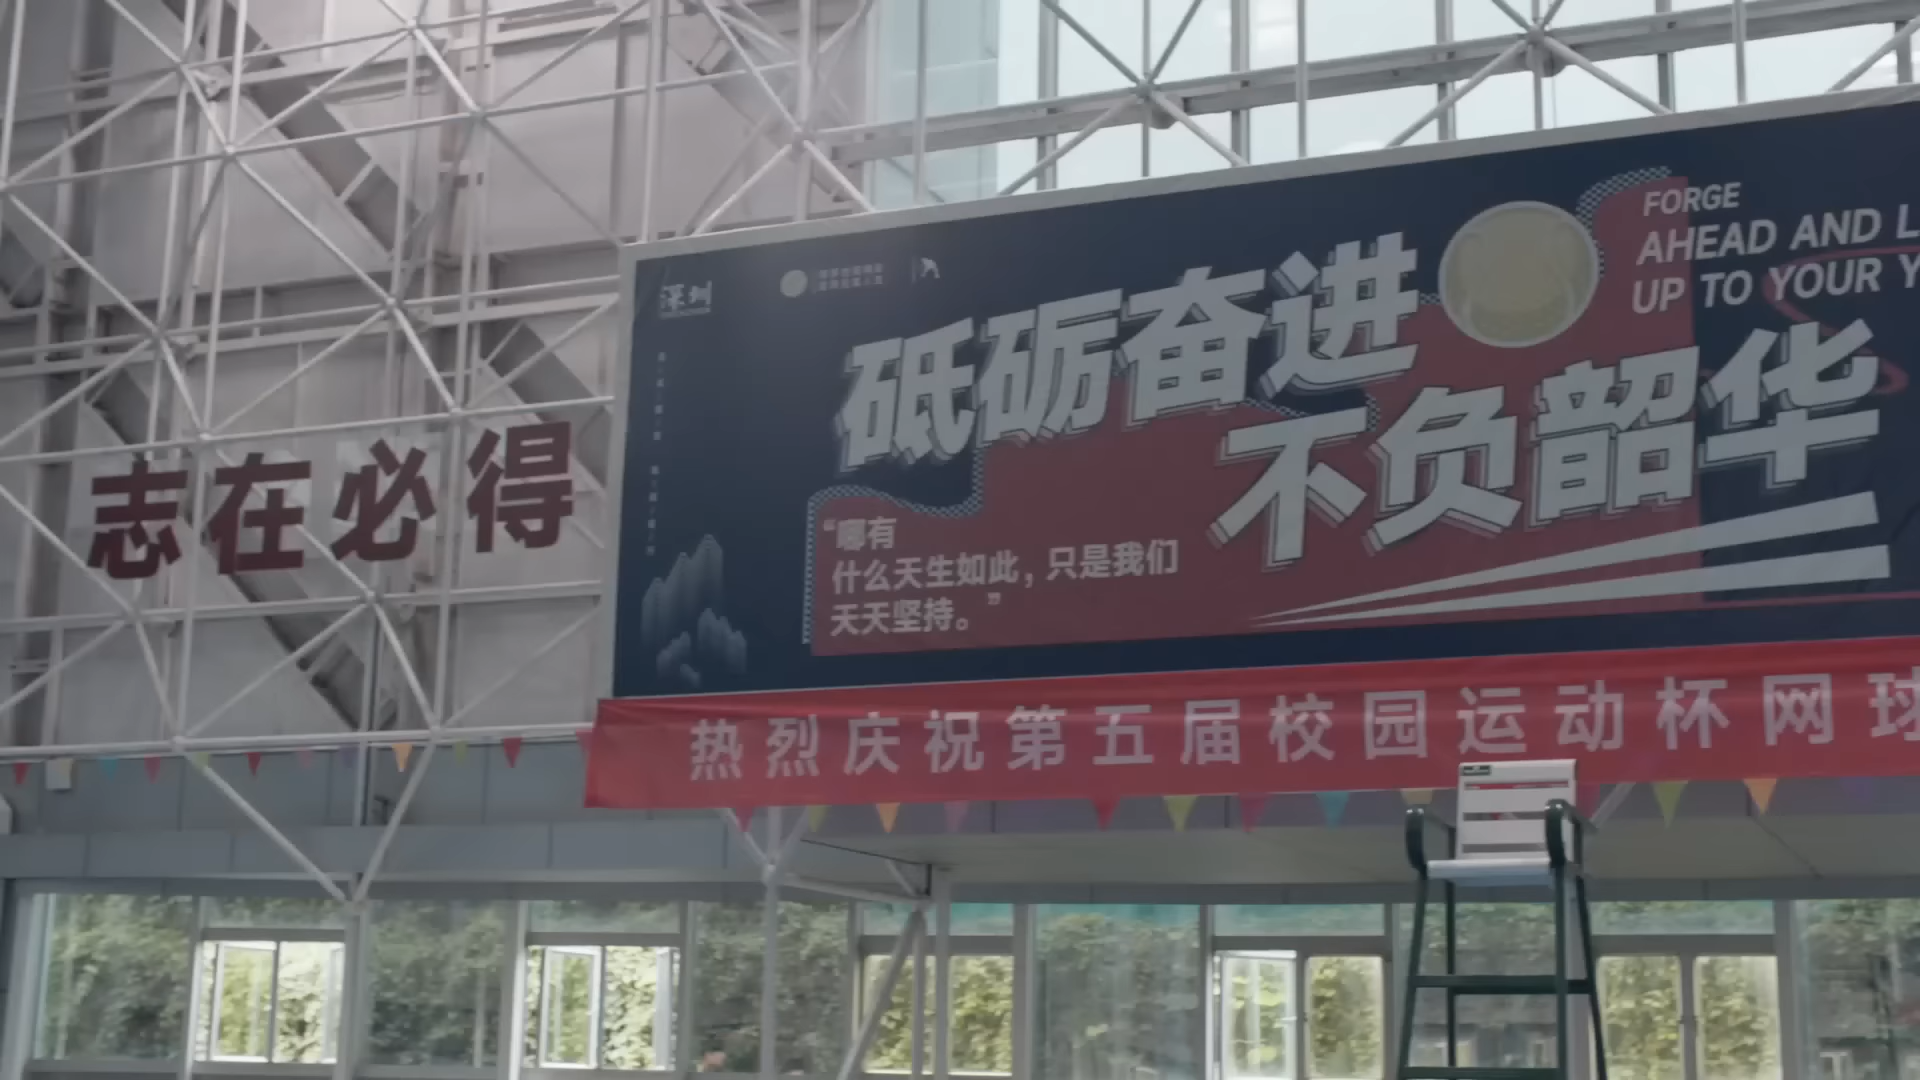 志在必得
深圳
砥砺奋进
不负韶华
FORGE
AHEAD AND L
UP TO YOUR Y
“哪有
什么天生如此，只是我们
天天坚持。”
热烈庆祝第五届校园运动杯网球